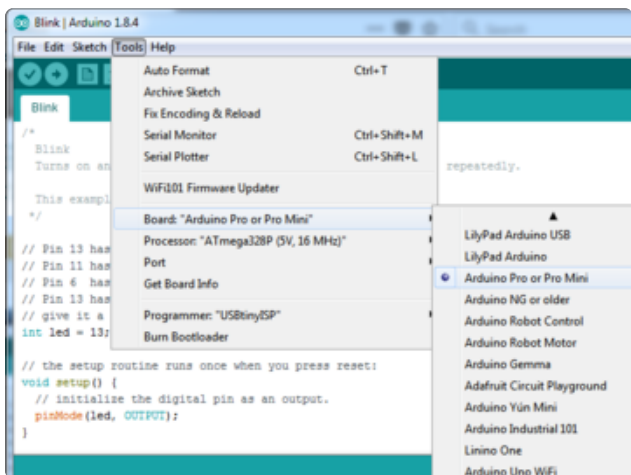 Blink | Arduino 1.8.4
Search
File Edit Sketch Tools Help
Blink
Auto Format Ctrl+T
Archive Sketch
Fix Encoding & Reload
Serial Monitor Ctrl+Shift+M
Serial Plotter Ctrl+Shift+L
WiFi101 Firmware Updater
Board: "Arduino Pro or Pro Mini"
Processor: "ATmega328P (5V, 16 MHz)"
Port
Get Board Info
Programmer: "USBtinyISP"
Burn Bootloader
LilyPad Arduino USB
LilyPad Arduino
Arduino Pro or Pro Mini
Arduino NG or older
Arduino Robot Control
Arduino Robot Motor
Arduino Gemma
Adafruit Circuit Playground
Arduino Yún Mini
Arduino Industrial 101
Linino One
Arduino Uno WiFi
/*
Blink
Turns on an repeatedly.
This exampl
*/
// Pin 13 has
// Pin 11 has
// Pin 6 has
// Pin 13 has
// give it a
int led = 13;
// the setup routine runs once when you press reset:
void setup() {
// initialize the digital pin as an output.
pinMode(led, OUTPUT);
}